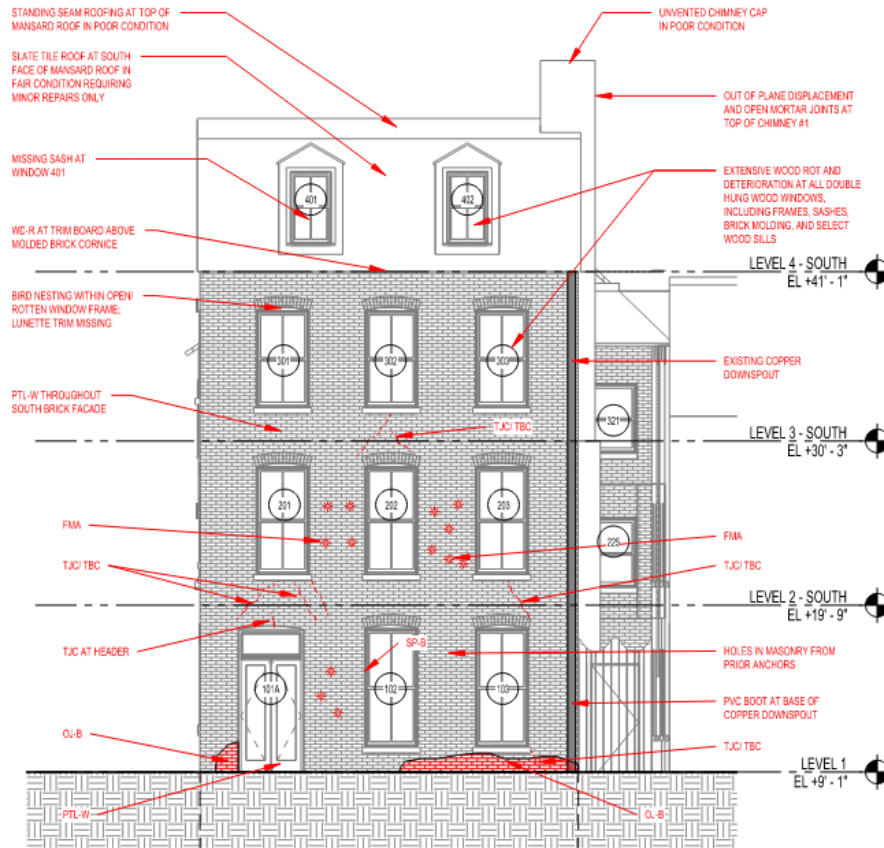 STANDING SEAM ROOFING AT TOP OF
MANSARD ROOF IN POOR CONDITION
UNVENTED CHIMNEY CAP
IN POOR CONDITION
SLATE TILE ROOF AT SOUTH
FACE OF MANSARD ROOF IN
FAIR CONDITION REQUIRING
MINOR REPAIRS ONLY
OUT OF PLANE DISPLACEMENT
AND OPEN MORTAR JOINTS AT
TOP OF CHIMNEY #1
MISSING SASH AT
WINDOW 401
401
402
EXTENSIVE WOOD ROT AND
DETERIORATION AT ALL DOUBLE
HUNG WOOD WINDOWS,
INCLUDING FRAMES, SASHES,
BRICK MOLDING, AND SELECT
WOOD SILLS
WD-R AT TRIM BOARD ABOVE
MOLDED BRICK CORNICE
LEVEL 4 - SOUTH
EL +41' - 1"
BIRD NESTING WITHIN OPEN/
ROTTEN WINDOW FRAME;
LUNETTE TRIM MISSING
301
302
303
EXISTING COPPER
DOWNSPOUT
PTL-W THROUGHOUT
SOUTH BRICK FACADE
321
TJC/ TBC
LEVEL 3 - SOUTH
EL +30' - 3"
201
202
203
FMA
FMA
225
TJC/ TBC
TJC/ TBC
LEVEL 2 - SOUTH
EL +19' - 9"
TJC AT HEADER
SP-B
HOLES IN MASONRY FROM
PRIOR ANCHORS
101A
102
103
PVC BOOT AT BASE OF
COPPER DOWNSPOUT
OJ-B
TJC/ TBC
LEVEL 1
EL +9' - 1"
PTL-W
OJ-B